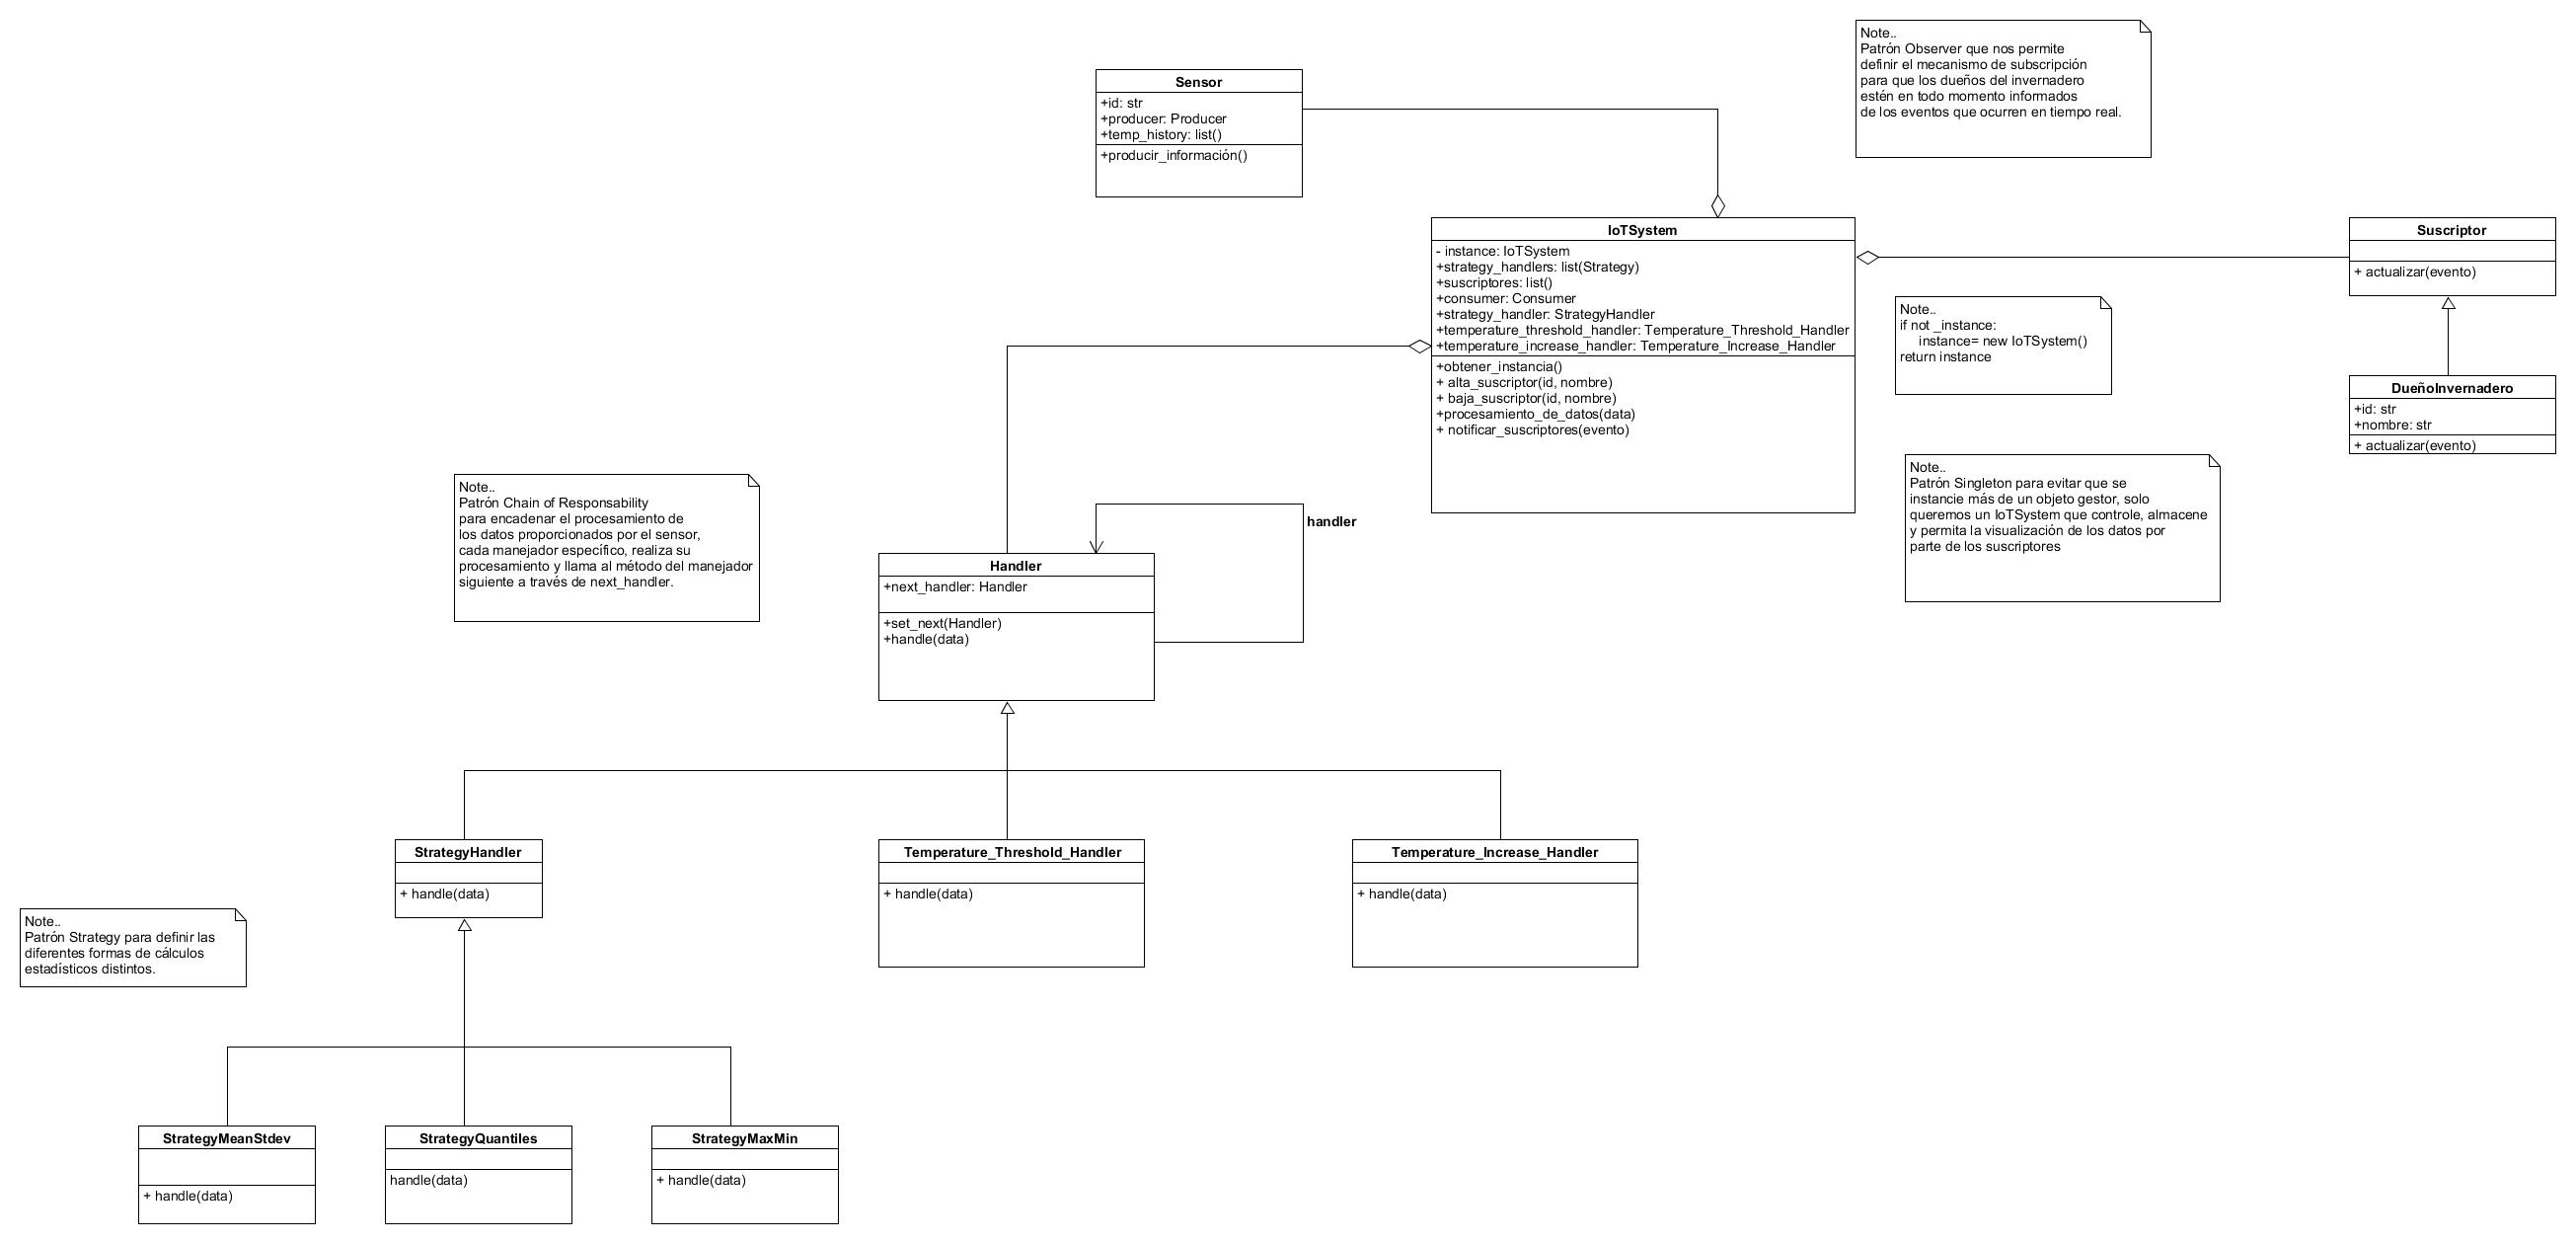 Note..
Patrón Observer que nos permite
definir el mecanismo de subscripción
para que los dueños del invernadero
estén en todo momento informados
de los eventos que ocurren en tiempo real.
Sensor
+id: str
+producer: Producer
+temp_history: list()
+producir_información()
IoTSystem
- instance: IoTSystem
+strategy_handlers: list(Strategy)
+suscriptores: list()
+consumer: Consumer
+strategy_handler: StrategyHandler
+temperature_threshold_handler: Temperature_Threshold_Handler
+temperature_increase_handler: Temperature_Increase_Handler
+obtener_instancia()
+ alta_suscriptor(id, nombre)
+ baja_suscriptor(id, nombre)
+procesamiento_de_datos(data)
+ notificar_suscriptores(evento)
Suscriptor
+ actualizar(evento)
Note..
if not _instance:
instance= new IoTSystem()
return instance
DueñoInvernadero
+id: str
+nombre: str
+ actualizar(evento)
Note..
Patrón Singleton para evitar que se
instancie más de un objeto gestor, solo
queremos un IoTSystem que controle, almacene
y permita la visualización de los datos por
parte de los suscriptores
Note..
Patrón Chain of Responsability
para encadenar el procesamiento de
los datos proporcionados por el sensor,
cada manejador específico, realiza su
procesamiento y llama al método del manejador
siguiente a través de next_handler.
handler
Handler
+next_handler: Handler
+set_next(Handler)
+handle(data)
StrategyHandler
+ handle(data)
Temperature_Threshold_Handler
+ handle(data)
Temperature_Increase_Handler
+ handle(data)
Note..
Patrón Strategy para definir las
diferentes formas de cálculos
estadísticos distintos.
StrategyMeanStdev
+ handle(data)
StrategyQuantiles
handle(data)
StrategyMaxMin
+ handle(data)